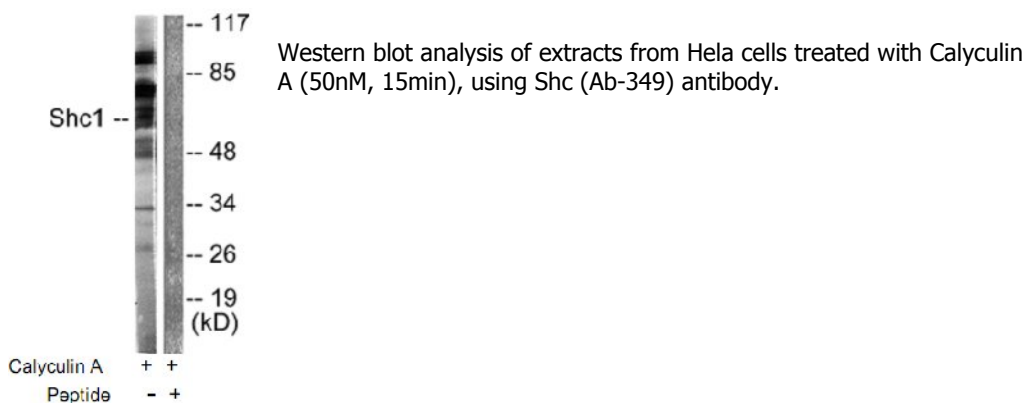 -- 117
Western blot analysis of extracts from Hela cells treated with Calyculin
A (50nM, 15min), using Shc (Ab-349) antibody.
-- 85
Shc1 --
-- 48
-- 34
-- 26
-- 19
(kD)
Calyculin A + +
Peptide - +